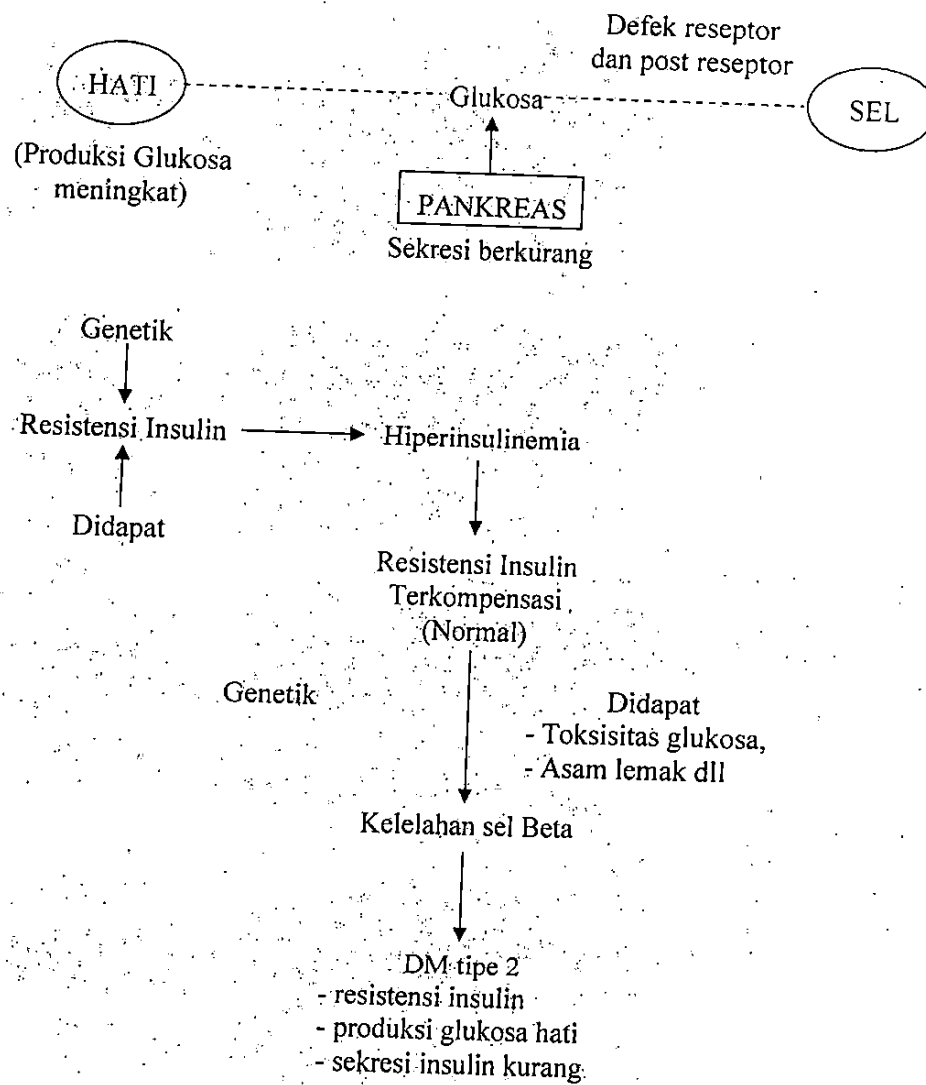 Defek reseptor
dan post reseptor
HATI
Glukosa
SEL
(Produksi Glukosa
meningkat)
PANKREAS
Sekresi berkurang
Genetik
Resistensi Insulin
Hiperinsulinemia
Didapat
Resistensi Insulin
Terkompensasi
(Normal)
Genetik
Didapat
- Toksisitas glukosa,
- Asam lemak dll
Kelelahan sel Beta
DM tipe 2
- resistensi insulin
- produksi glukosa hati
- sekresi insulin kurang